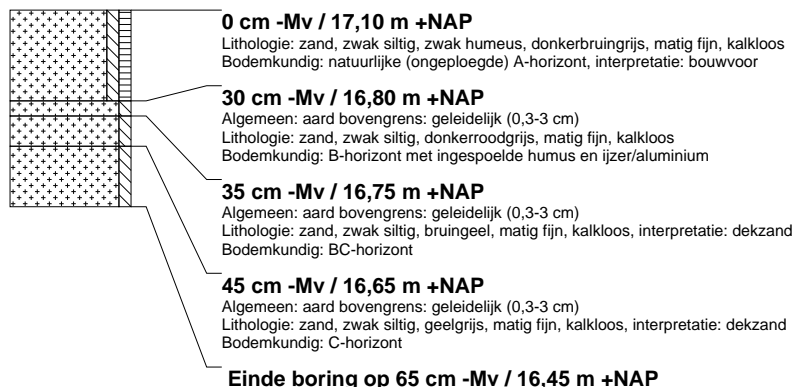 0 cm -Mv / 17,10 m +NAP
Lithologie: zand, zwak siltig, zwak humeus, donkerbruingrijs, matig fijn, kalkloos
Bodemkundig: natuurlijke (ongeploegde) A-horizont, interpretatie: bouwvoor
30 cm -Mv / 16,80 m +NAP
Algemeen: aard bovengrens: geleidelijk (0,3-3 cm)
Lithologie: zand, zwak siltig, donkerroodgrijs, matig fijn, kalkloos
Bodemkundig: B-horizont met ingespoelde humus en ijzer/aluminium
35 cm -Mv / 16,75 m +NAP
Algemeen: aard bovengrens: geleidelijk (0,3-3 cm)
Lithologie: zand, zwak siltig, bruingeel, matig fijn, kalkloos, interpretatie: dekzand
Bodemkundig: BC-horizont
45 cm -Mv / 16,65 m +NAP
Algemeen: aard bovengrens: geleidelijk (0,3-3 cm)
Lithologie: zand, zwak siltig, geelgrijs, matig fijn, kalkloos, interpretatie: dekzand
Bodemkundig: C-horizont
Einde boring op 65 cm -Mv / 16,45 m +NAP